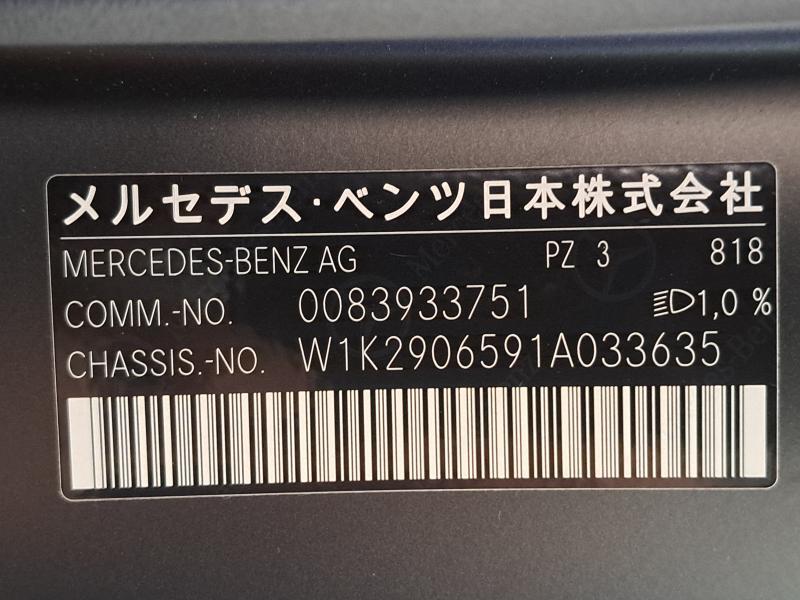 メルセデス・ベンツ日本株式会社
MERCEDES-BENZ AG PZ 3 818
COMM.-NO. 0083933751 1,0 %
CHASSIS.-NO. W1K2906591A033635